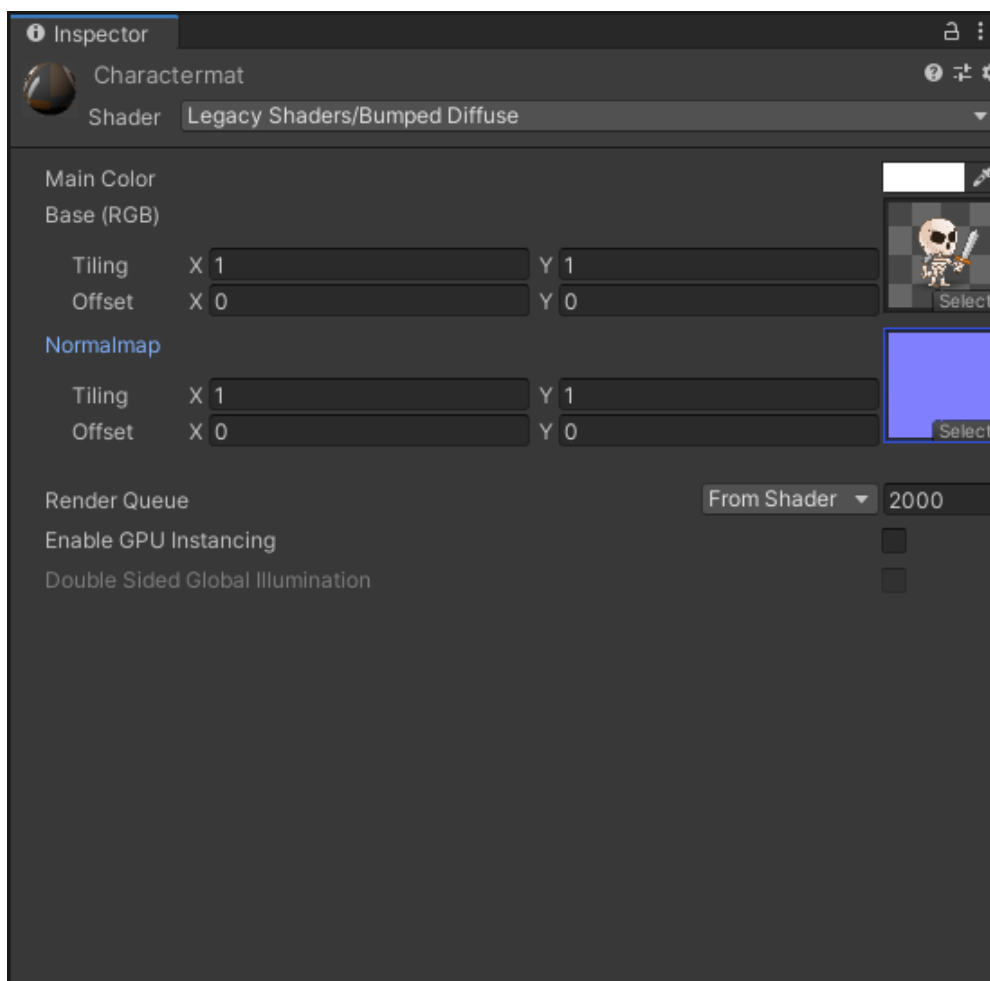 Inspector
Charactermat
Shader Legacy Shaders/Bumped Diffuse
Main Color
Base (RGB)
Tiling X 1 Y 1
Offset X 0 Y 0
Select
Normalmap
Tiling X 1 Y 1
Offset X 0 Y 0
Select
Render Queue From Shader 2000
Enable GPU Instancing
Double Sided Global Illumination